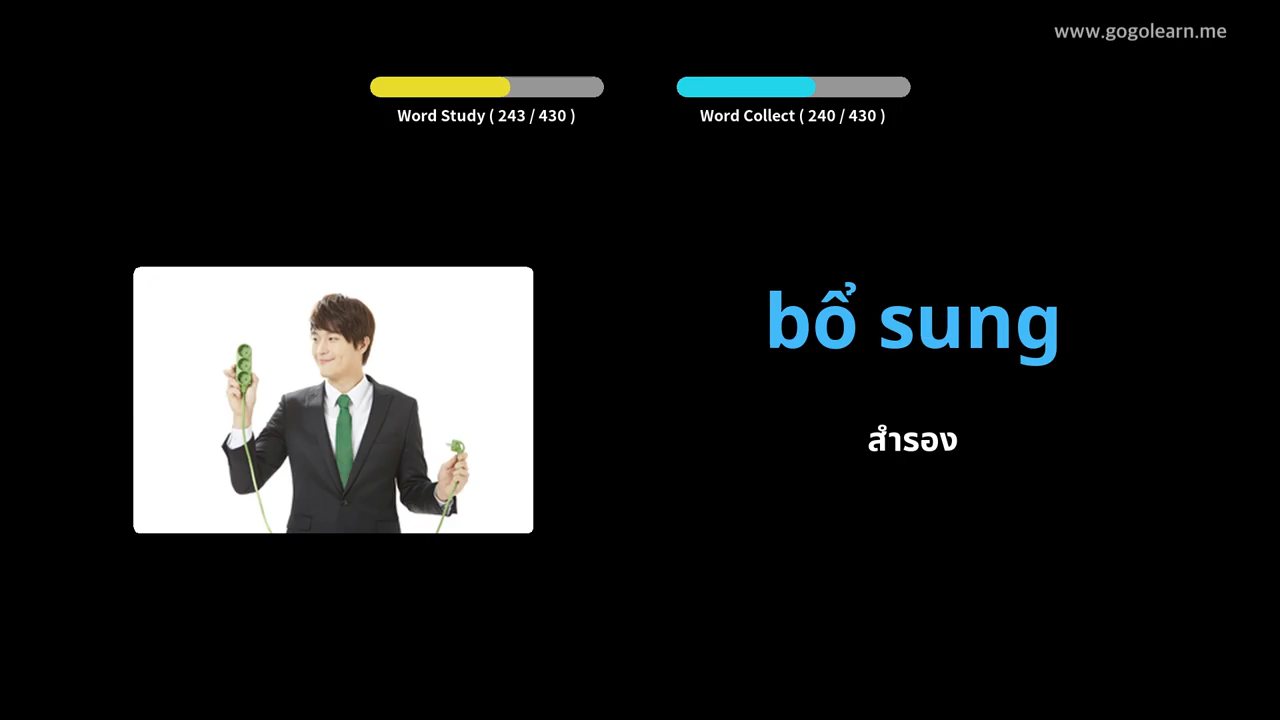 www.gogolearn.me
Word Study ( 243 / 430 )
Word Collect ( 240 / 430 )
bổ sung
สำรอง